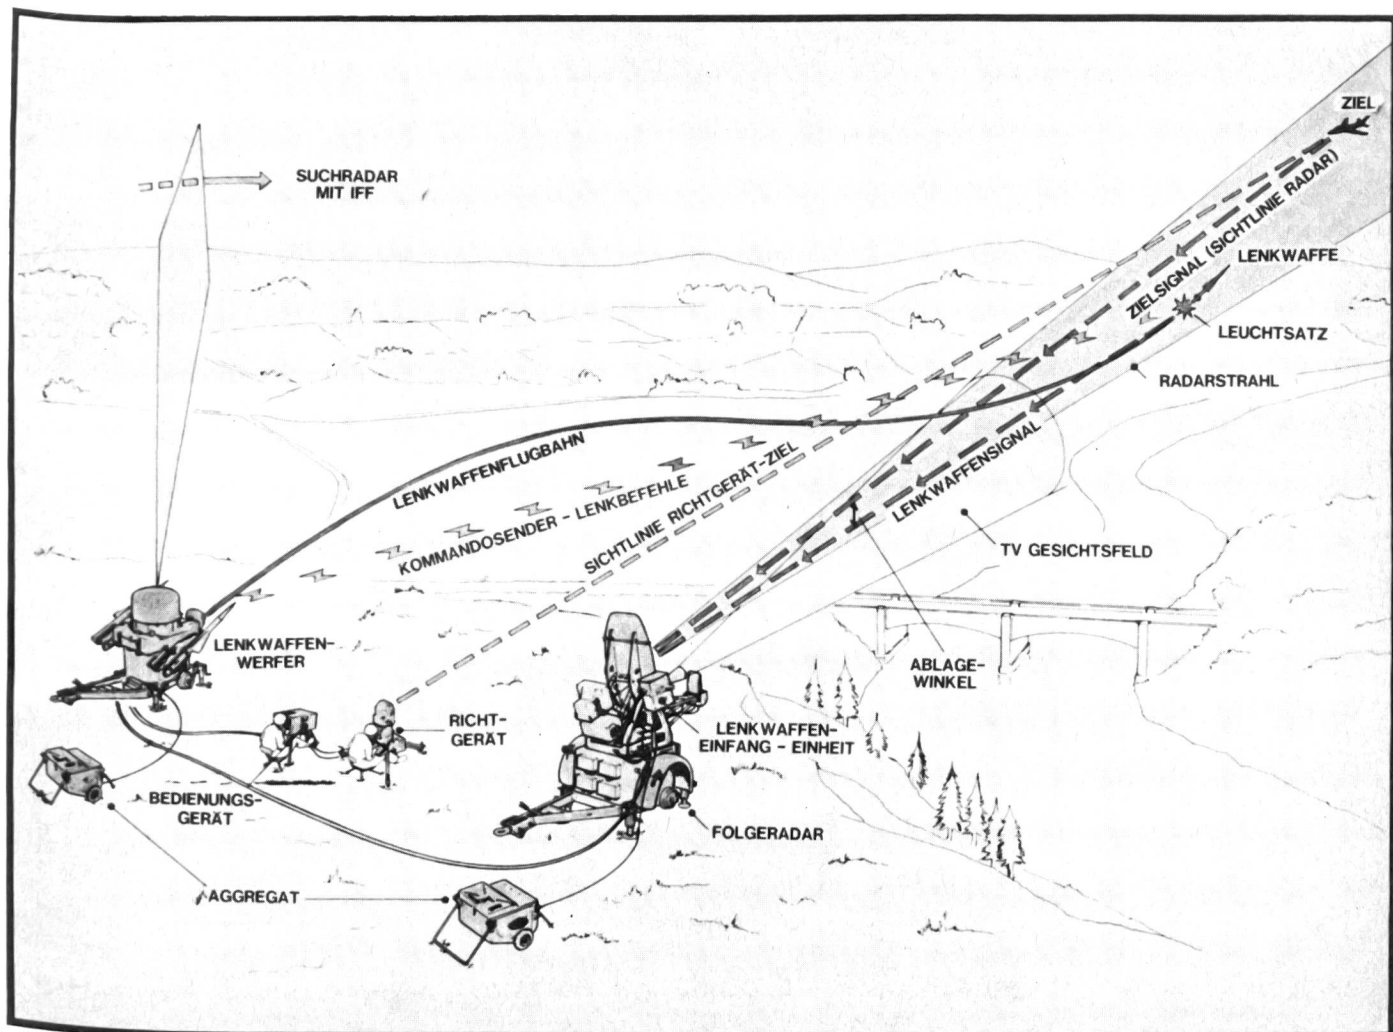 ZIEL
SUCHRADAR
MIT IFF
ZIELSIGNAL (SICHTLINIE RADAR)
LENKWAFFE
LEUCHTSATZ
RADARSTRAHL
LENKWAFFENFLUGBAHN
KOMMANDOSENDER - LENKBEFEHLE
SICHTLINIE RICHTGERÄT-ZIEL
LENKWAFFENSIGNAL
TV GESICHTSFELD
LENKWAFFEN-
WERFER
ABLAGE-
WINKEL
RICHT-
GERÄT
LENKWAFFEN-
EINFANG - EINHEIT
BEDIENUNGS-
GERÄT
FOLGERADAR
AGGREGAT